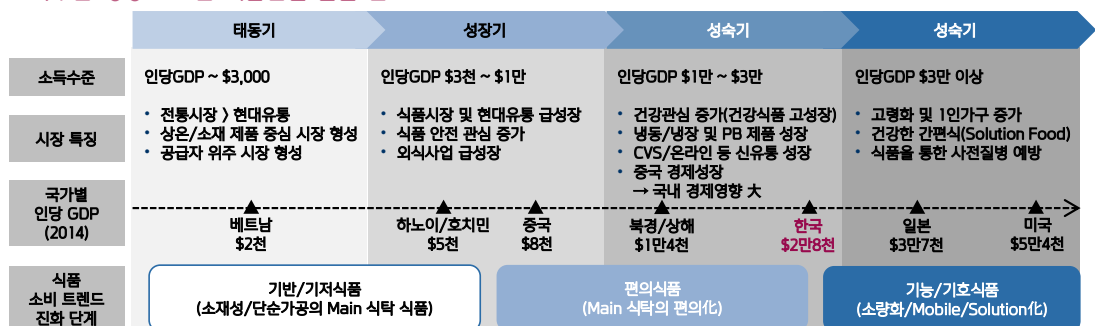 태동기
성장기
성숙기
성숙기
소득수준
인당GDP ~ $3,000
인당GDP $3천 ~ $1만
인당GDP $1만 ~ $3만
인당GDP $3만 이상
시장 특징
• 전통시장 > 현대유통
• 상온/소재 제품 중심 시장 형성
• 공급자 위주 시장 형성
• 식품시장 및 현대유통 급성장
• 식품 안전 관심 증가
• 외식사업 급성장
• 건강관심 증가(건강식품 고성장)
• 냉동/냉장 및 PB 제품 성장
• CVS/온라인 등 신유통 성장
• 중국 경제성장
→ 국내 경제영향 大
• 고령화 및 1인가구 증가
• 건강한 간편식(Solution Food)
• 식품을 통한 사전질병 예방
국가별
인당 GDP
(2014)
베트남
$2천
하노이/호치민
$5천
중국
$8천
북경/상해
$1만4천
한국
$2만8천
일본
$3만7천
미국
$5만4천
식품
소비 트렌드
진화 단계
기반/기저식품
(소재성/단순가공의 Main 식탁 식품)
편의식품
(Main 식탁의 편의化)
기능/기호식품
(소량화/Mobile/Solution化)